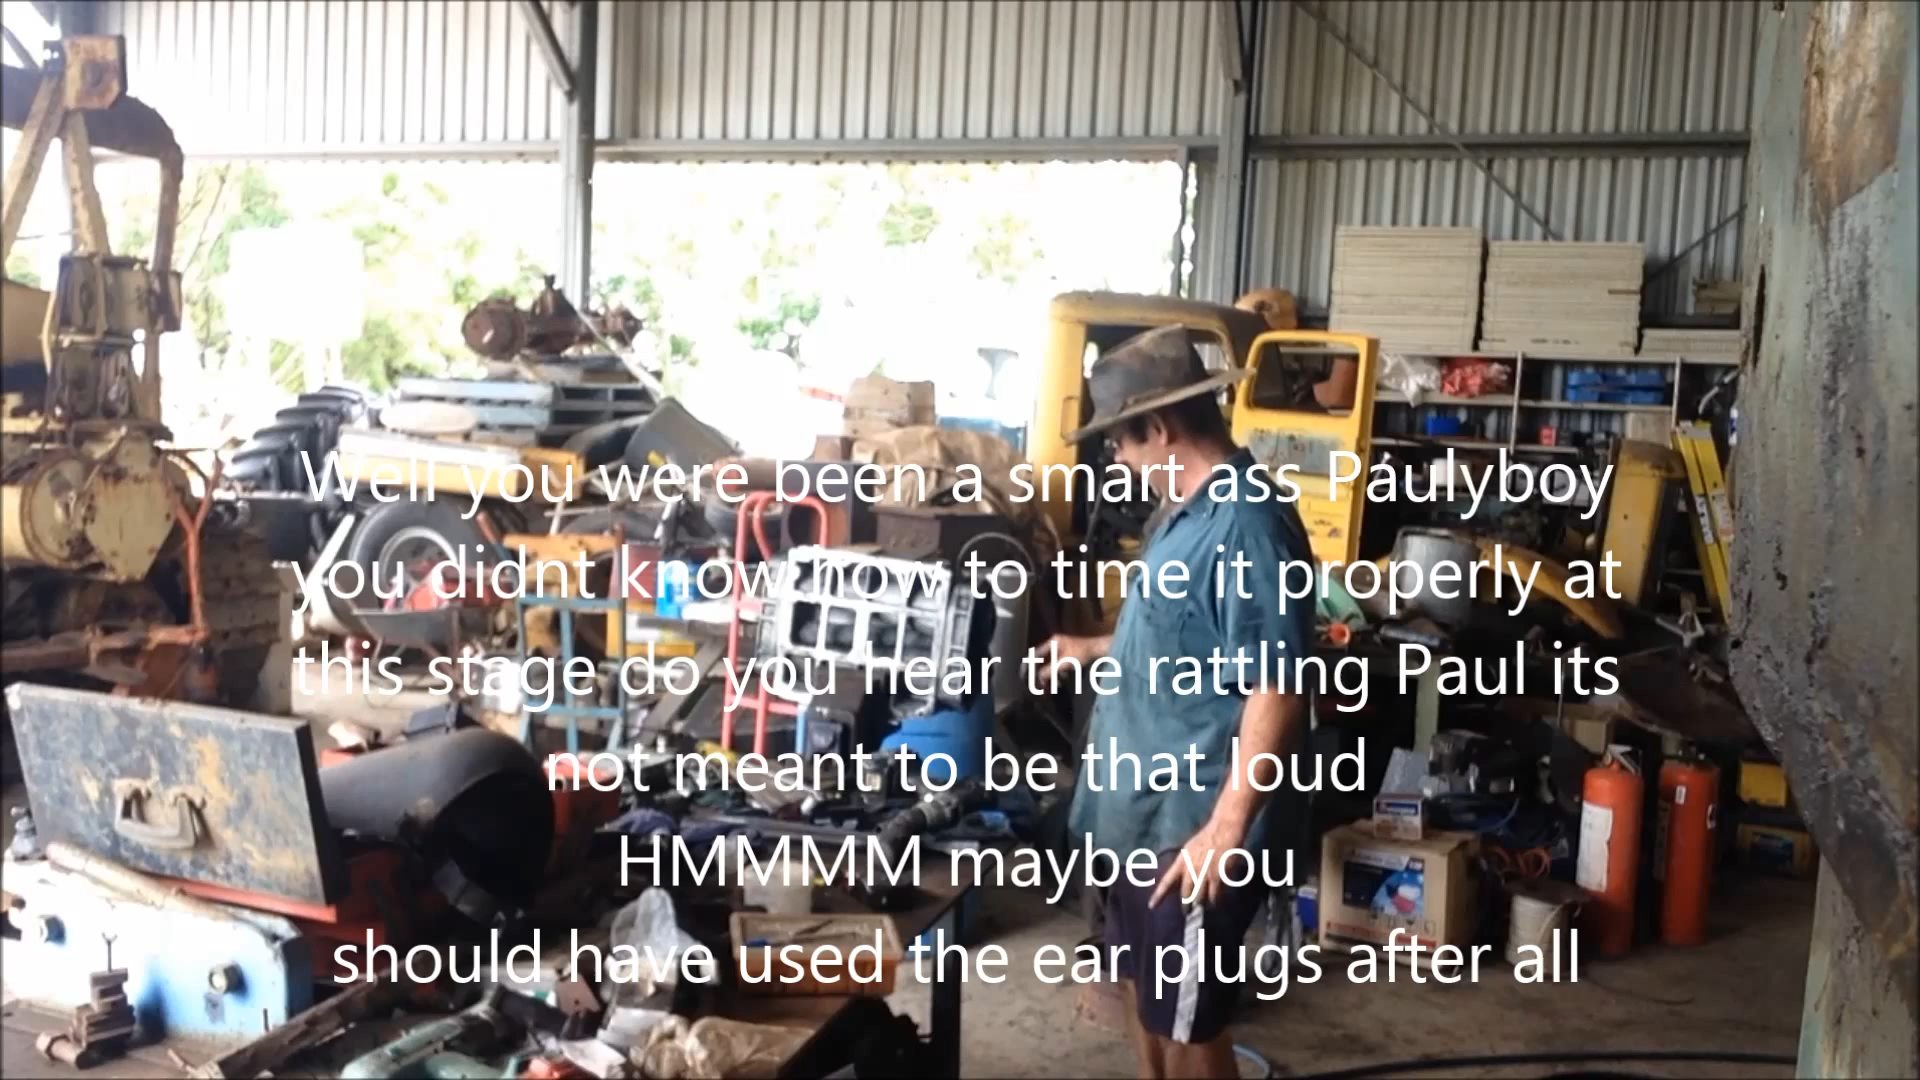 Well you were been a smart ass Paulyboy
you didnt know how to time it properly at
this stage do you hear the rattling Paul its
not meant to be that loud
HMMMM maybe you
should have used the ear plugs after all